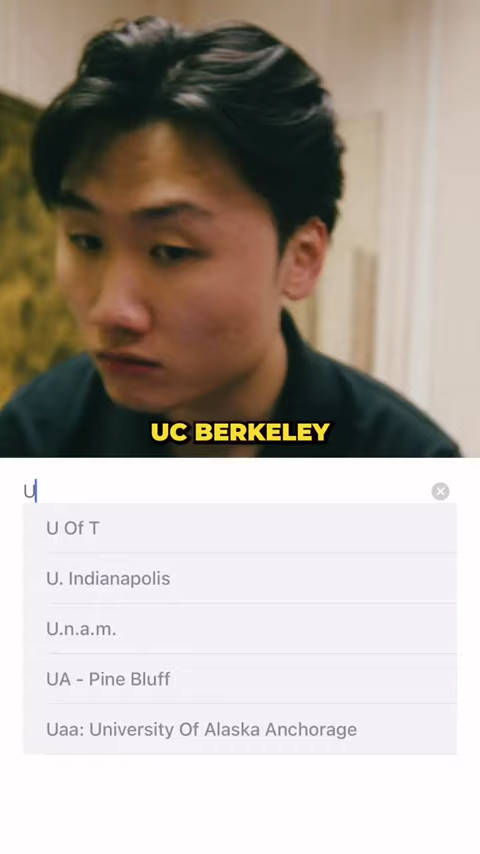 UC BERKELEY
U
U Of T
U. Indianapolis
U.n.a.m.
UA - Pine Bluff
Uaa: University Of Alaska Anchorage